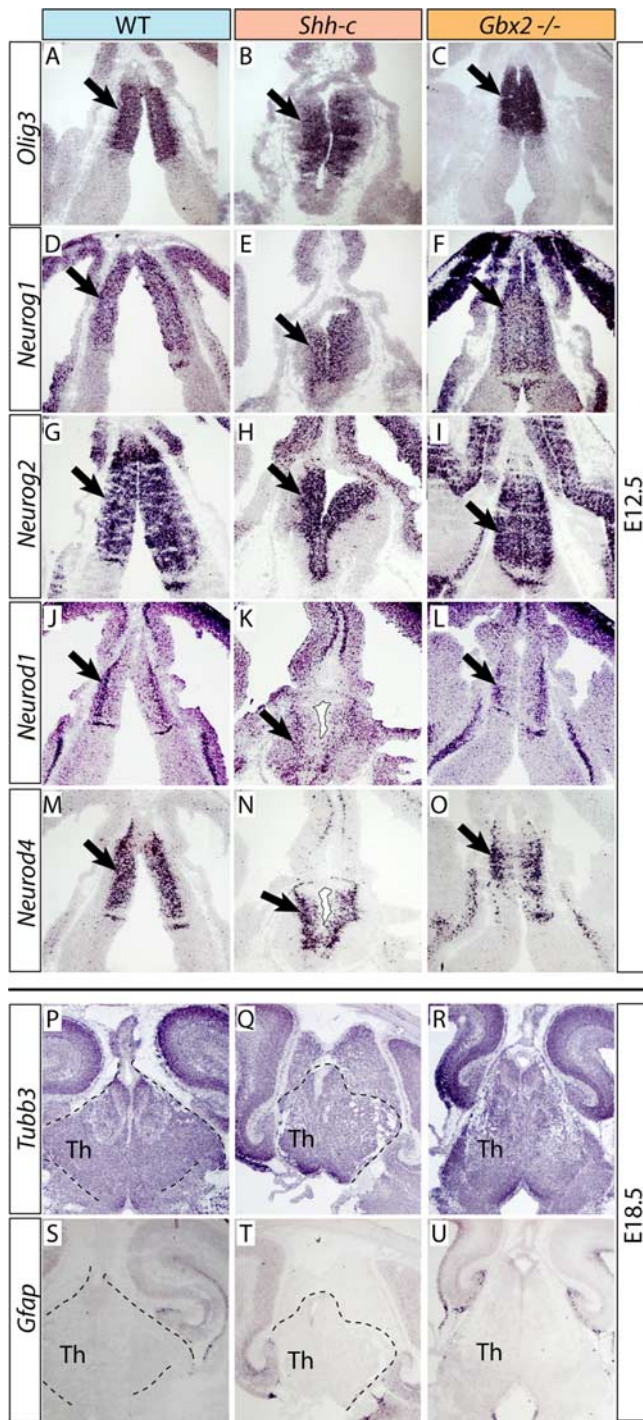 WT Shh-c Gbx2 -/-
Olig3 A B C
Neurog1 D E F
Neurog2 G H I
Neurod1 J K L
Neurod4 M N O
E12.5
Tubb3 P Q R
Th Th Th
Gfap S T U
Th Th Th
E18.5